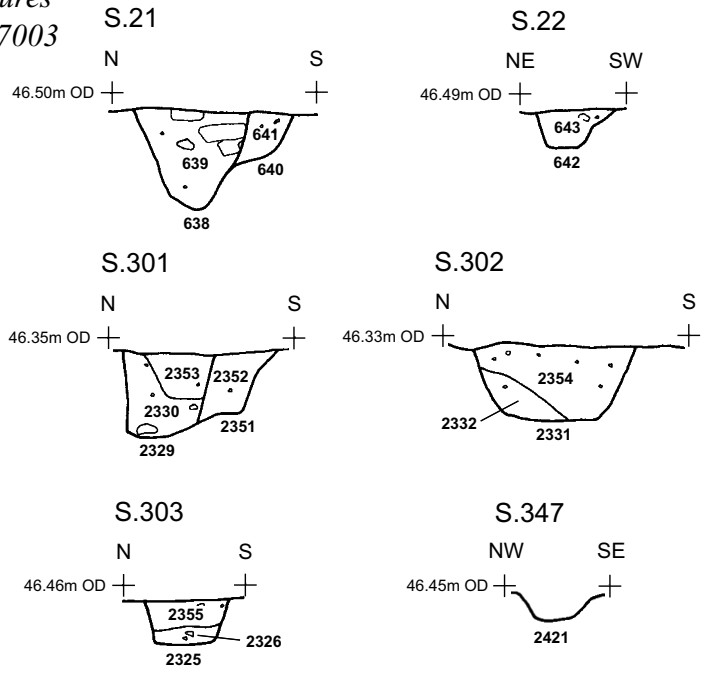 7003
S.21
N S
46.50m OD
639
641
640
638
S.22
NE SW
46.49m OD
643
642
S.301
N S
46.35m OD
2353
2352
2330
2351
2329
S.302
N S
46.33m OD
2354
2332
2331
S.303
N S
46.46m OD
2355
2326
2325
S.347
NW SE
46.45m OD
2421